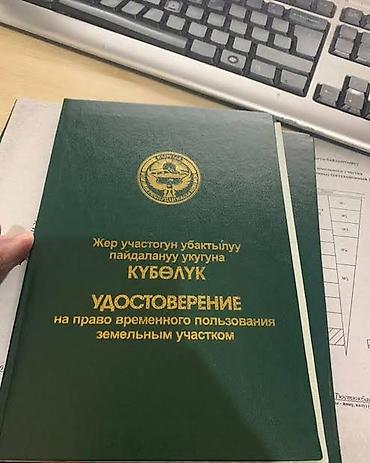 Жер участогун убактылуу
пайдалануу укугуна
КҮБӨЛҮК
УДОСТОВЕРЕНИЕ
на право временного пользования
земельным участком